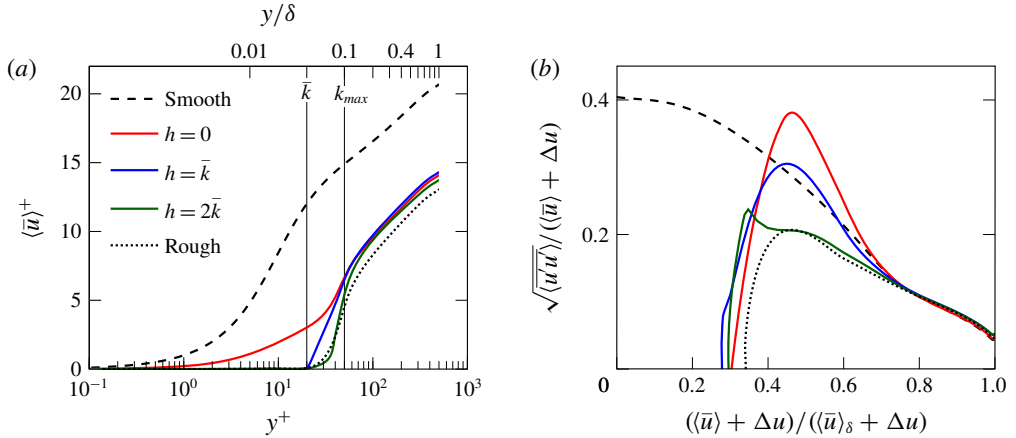 (a)
y/δ
0.01 0.1 0.4 1
k̄ k_max
20
15
10
5
0
⟨ū⟩⁺
Smooth
h = 0
h = k̄
h = 2k̄
Rough
10⁻¹ 10⁰ 10¹ 10² 10³
y⁺
(b)
0.4
0.2
0 0.2 0.4 0.6 0.8 1.0
√⟨u′u′⟩‾/(⟨ū⟩ + Δu)
(⟨ū⟩ + Δu)/(⟨ū⟩_δ + Δu)